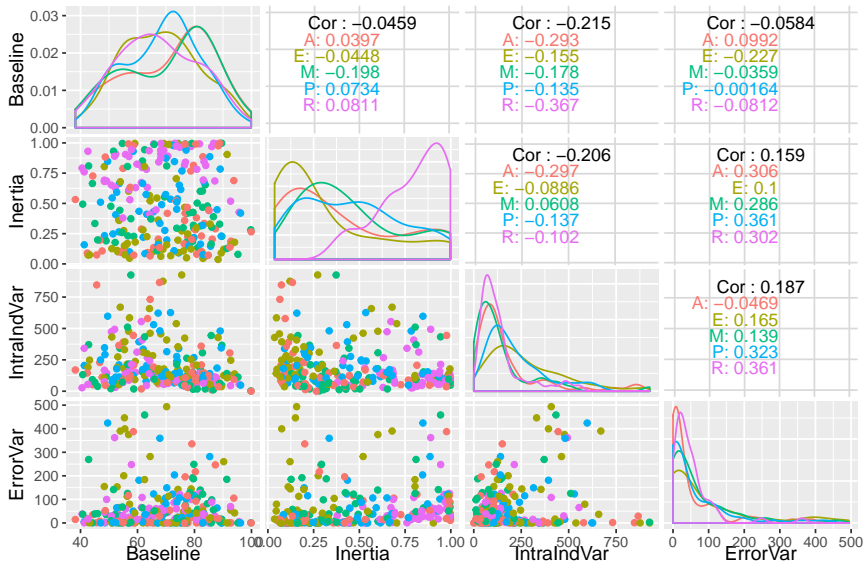 0.03
0.02
0.01
0.00
Baseline
Cor : −0.0459
A: 0.0397
E: −0.0448
M: −0.198
P: 0.0734
R: 0.0811
Cor : −0.215
A: −0.293
E: −0.155
M: −0.178
P: −0.135
R: −0.367
Cor : −0.0584
A: 0.0992
E: −0.227
M: −0.0359
P: −0.00164
R: −0.0812
1.00
0.75
0.50
0.25
0.00
Inertia
Cor : −0.206
A: −0.297
E: −0.0886
M: 0.0608
P: −0.137
R: −0.102
Cor : 0.159
A: 0.306
E: 0.1
M: 0.286
P: 0.361
R: 0.302
750
500
250
0
IntraIndVar
Cor : 0.187
A: −0.0469
E: 0.165
M: 0.139
P: 0.323
R: 0.361
500
400
300
200
100
0
ErrorVar
40 60 80 100
0.00 0.25 0.50 0.75 1.00
0 250 500 750
0 100 200 300 400 500
Baseline Inertia IntraIndVar ErrorVar